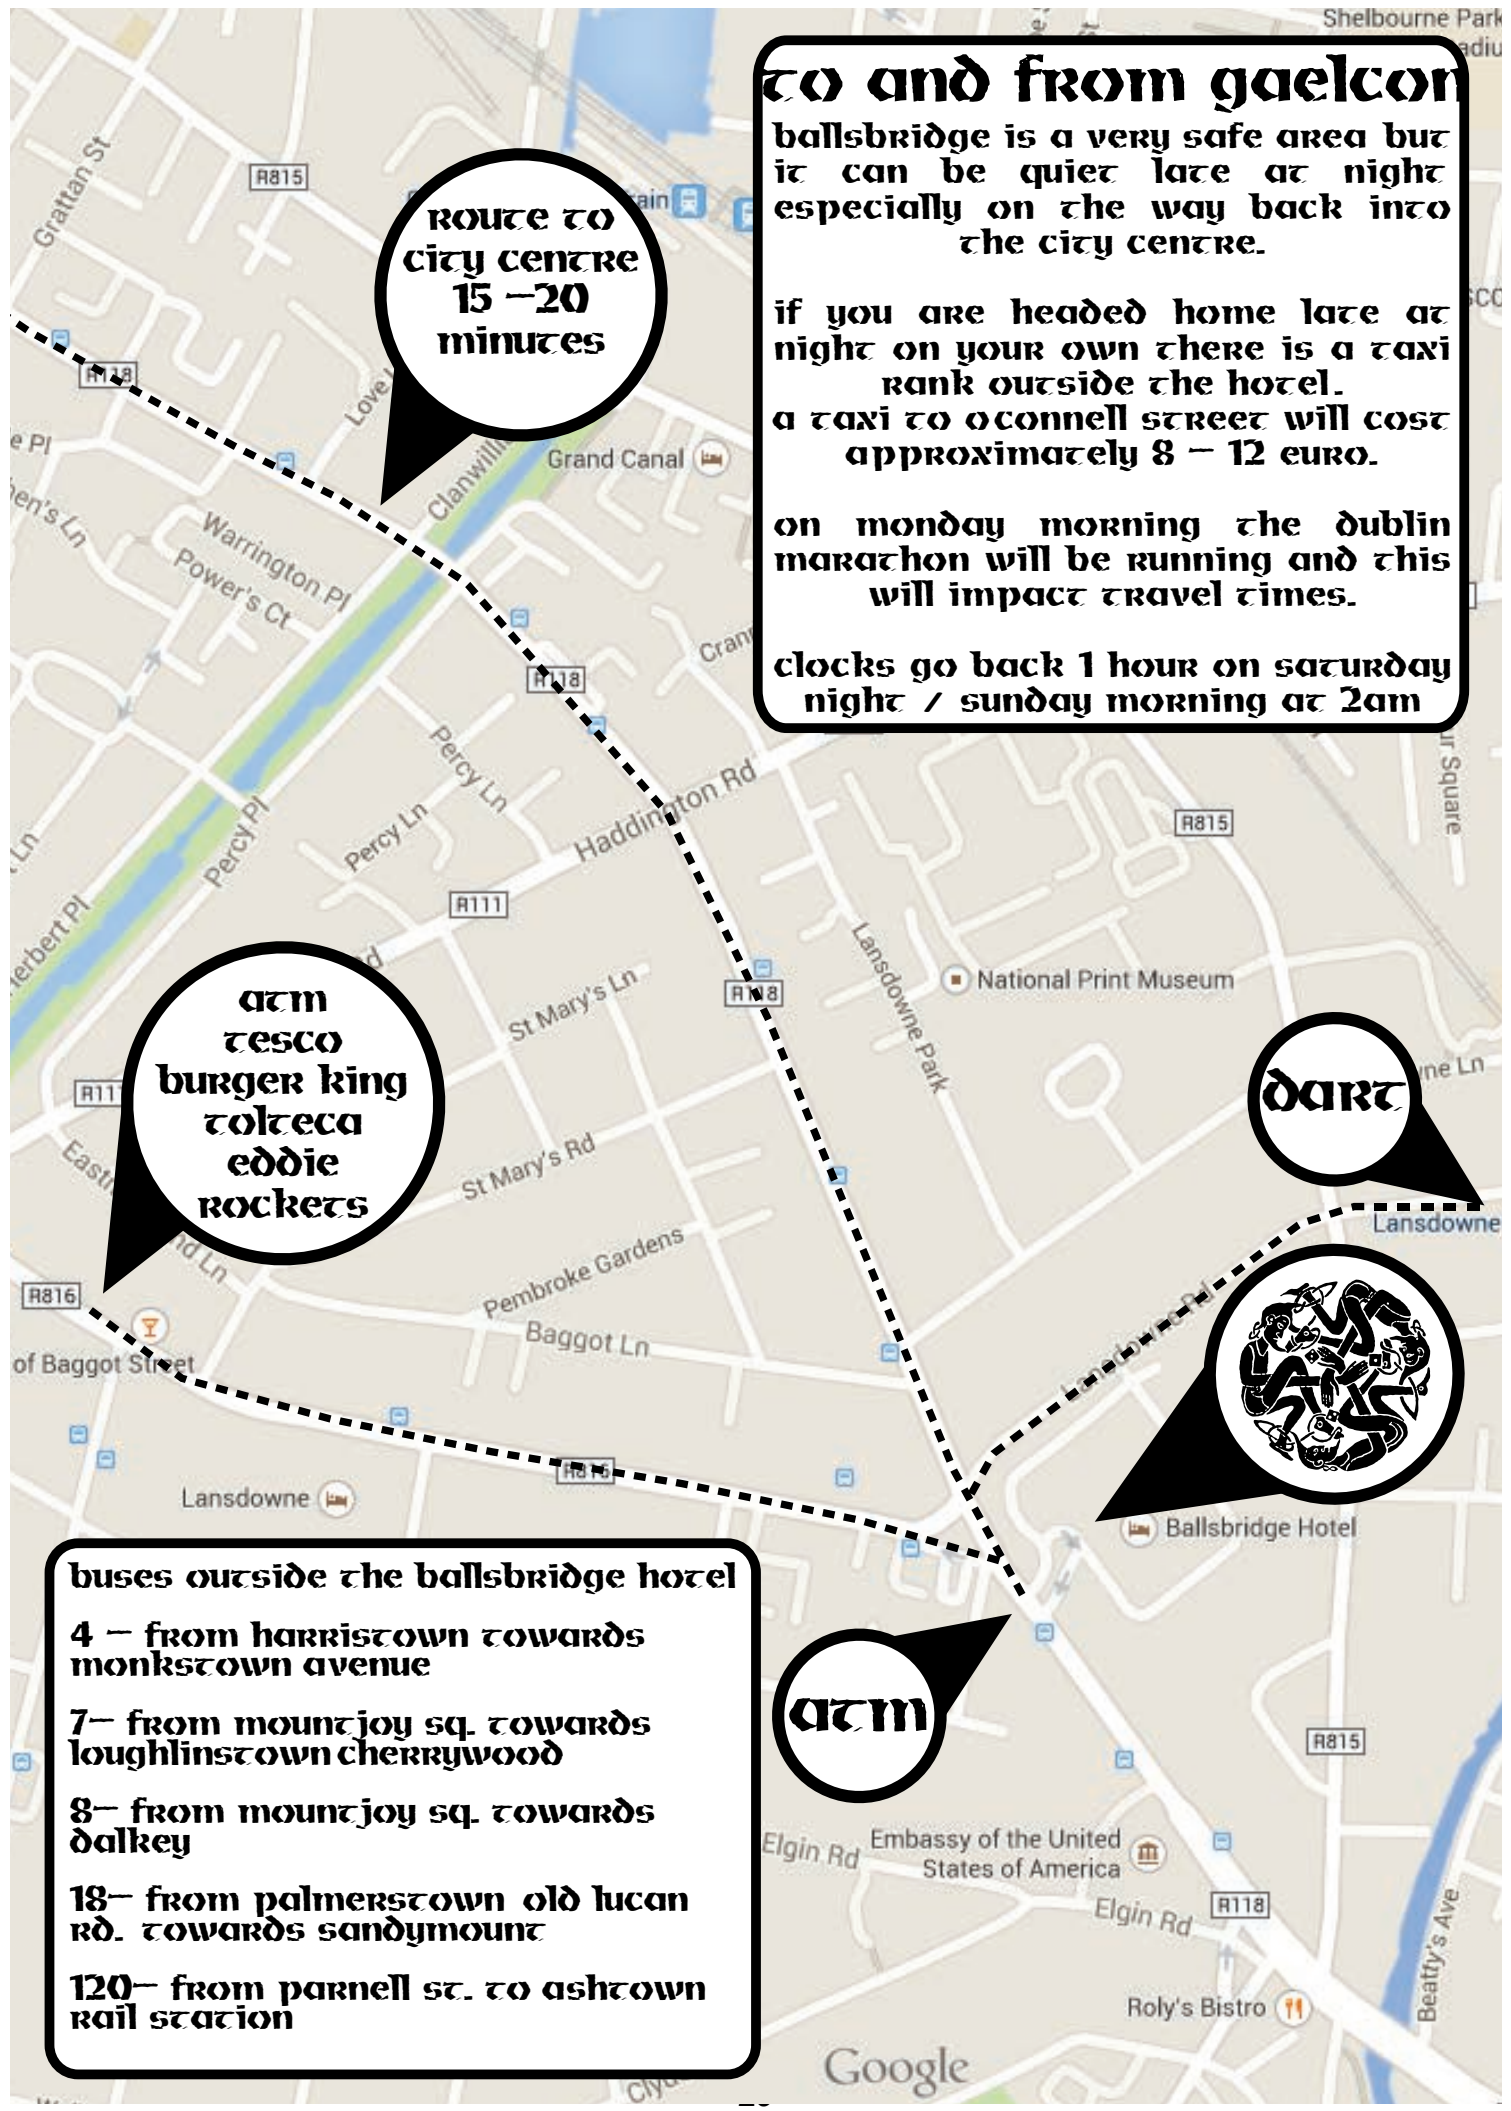 Shelbourne Park
to and from gaelcon
ballsbridge is a very safe area but
it can be quiet late at night
especially on the way back into
the city centre.
if you are headed home late at
night on your own there is a taxi
rank outside the hotel.
a taxi to oconnell street will cost
approximately 8 – 12 euro.
on monday morning the dublin
marathon will be running and this
will impact travel times.
clocks go back 1 hour on saturday
night / sunday morning at 2am
Grattan St
R815
route to
city centre
15 –20
minutes
R118
Grand Canal
Warrington Pl
Power's Ct
R118
Percy Ln
Percy Ln
Percy Pl
Haddington Rd
R815
R111
St Mary's Ln
R118
Lansdowne Park
National Print Museum
atm
tesco
burger king
tolteca
eddie
rockets
dart
St Mary's Rd
Pembroke Gardens
Baggot Ln
Lansdowne
Lansdowne Rd
R816
of Baggot Street
R816
Lansdowne
Ballsbridge Hotel
buses outside the ballsbridge hotel
4 – from harristown towards
monkstown avenue
7– from mountjoy sq. towards
loughlinstown cherrywood
8– from mountjoy sq. towards
dalkey
18– from palmerstown old lucan
rd. towards sandymount
120– from parnell st. to ashtown
rail station
atm
R815
Elgin Rd
Embassy of the United
States of America
Elgin Rd
R118
Beatty's Ave
Roly's Bistro
Google